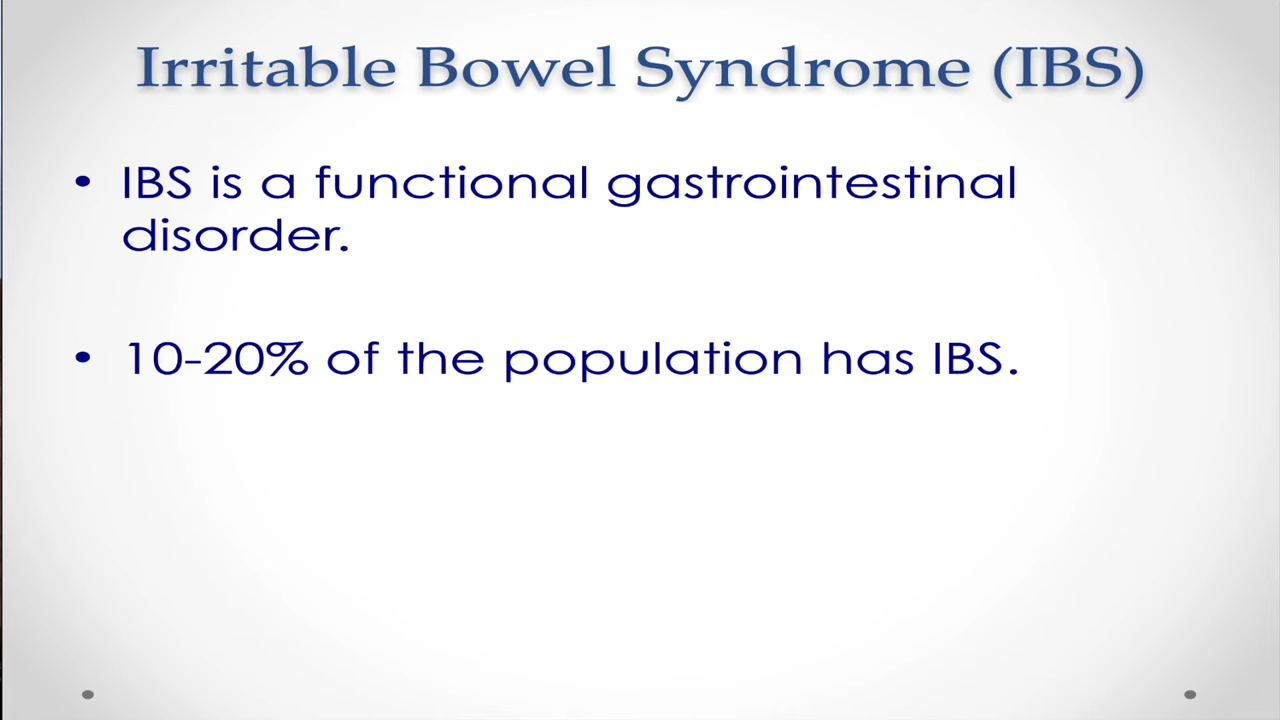 Irritable Bowel Syndrome (IBS)
• IBS is a functional gastrointestinal
disorder.
• 10-20% of the population has IBS.